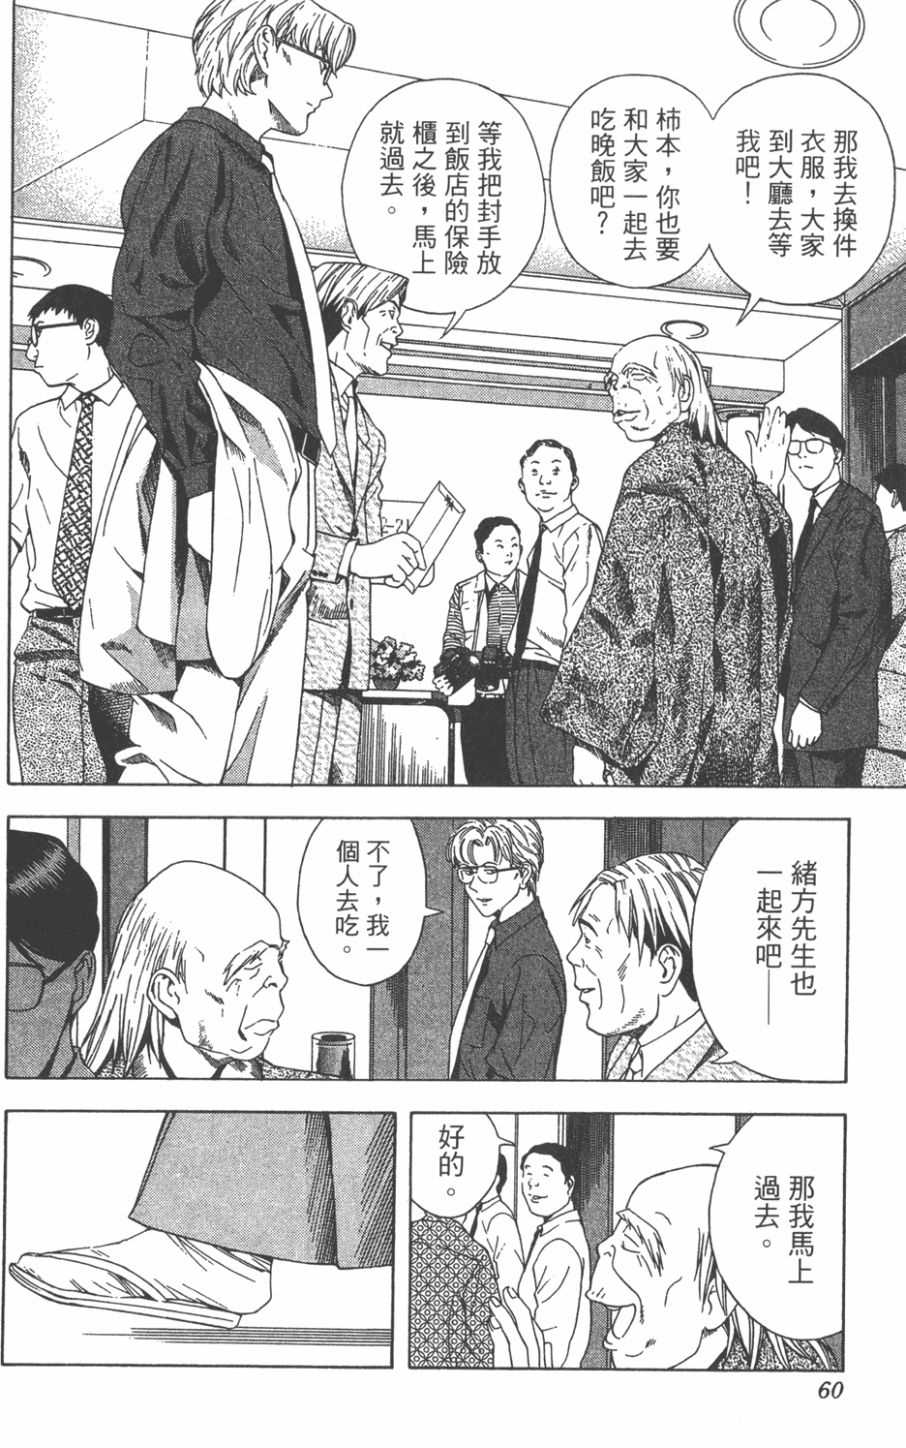 那我去換件
衣服，大家
到大廳去等
我吧！
柿本，你也要
和大家一起去
吃晚飯吧？
等我把封手放
到飯店的保險
櫃之後，馬上
就過去。
緒方先生也
一起來吧——
不了，我一
個人去吃。
那我馬上
過去。
好的。
60